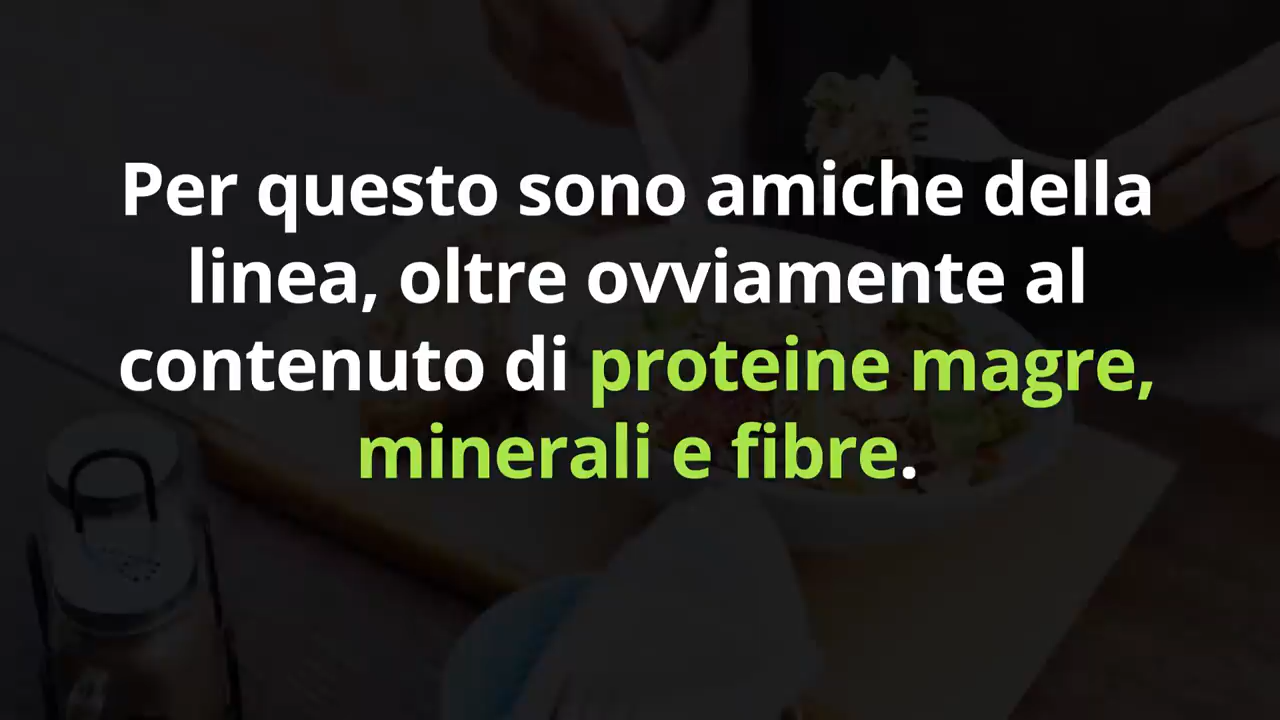 Per questo sono amiche della
linea, oltre ovviamente al
contenuto di proteine magre,
minerali e fibre.